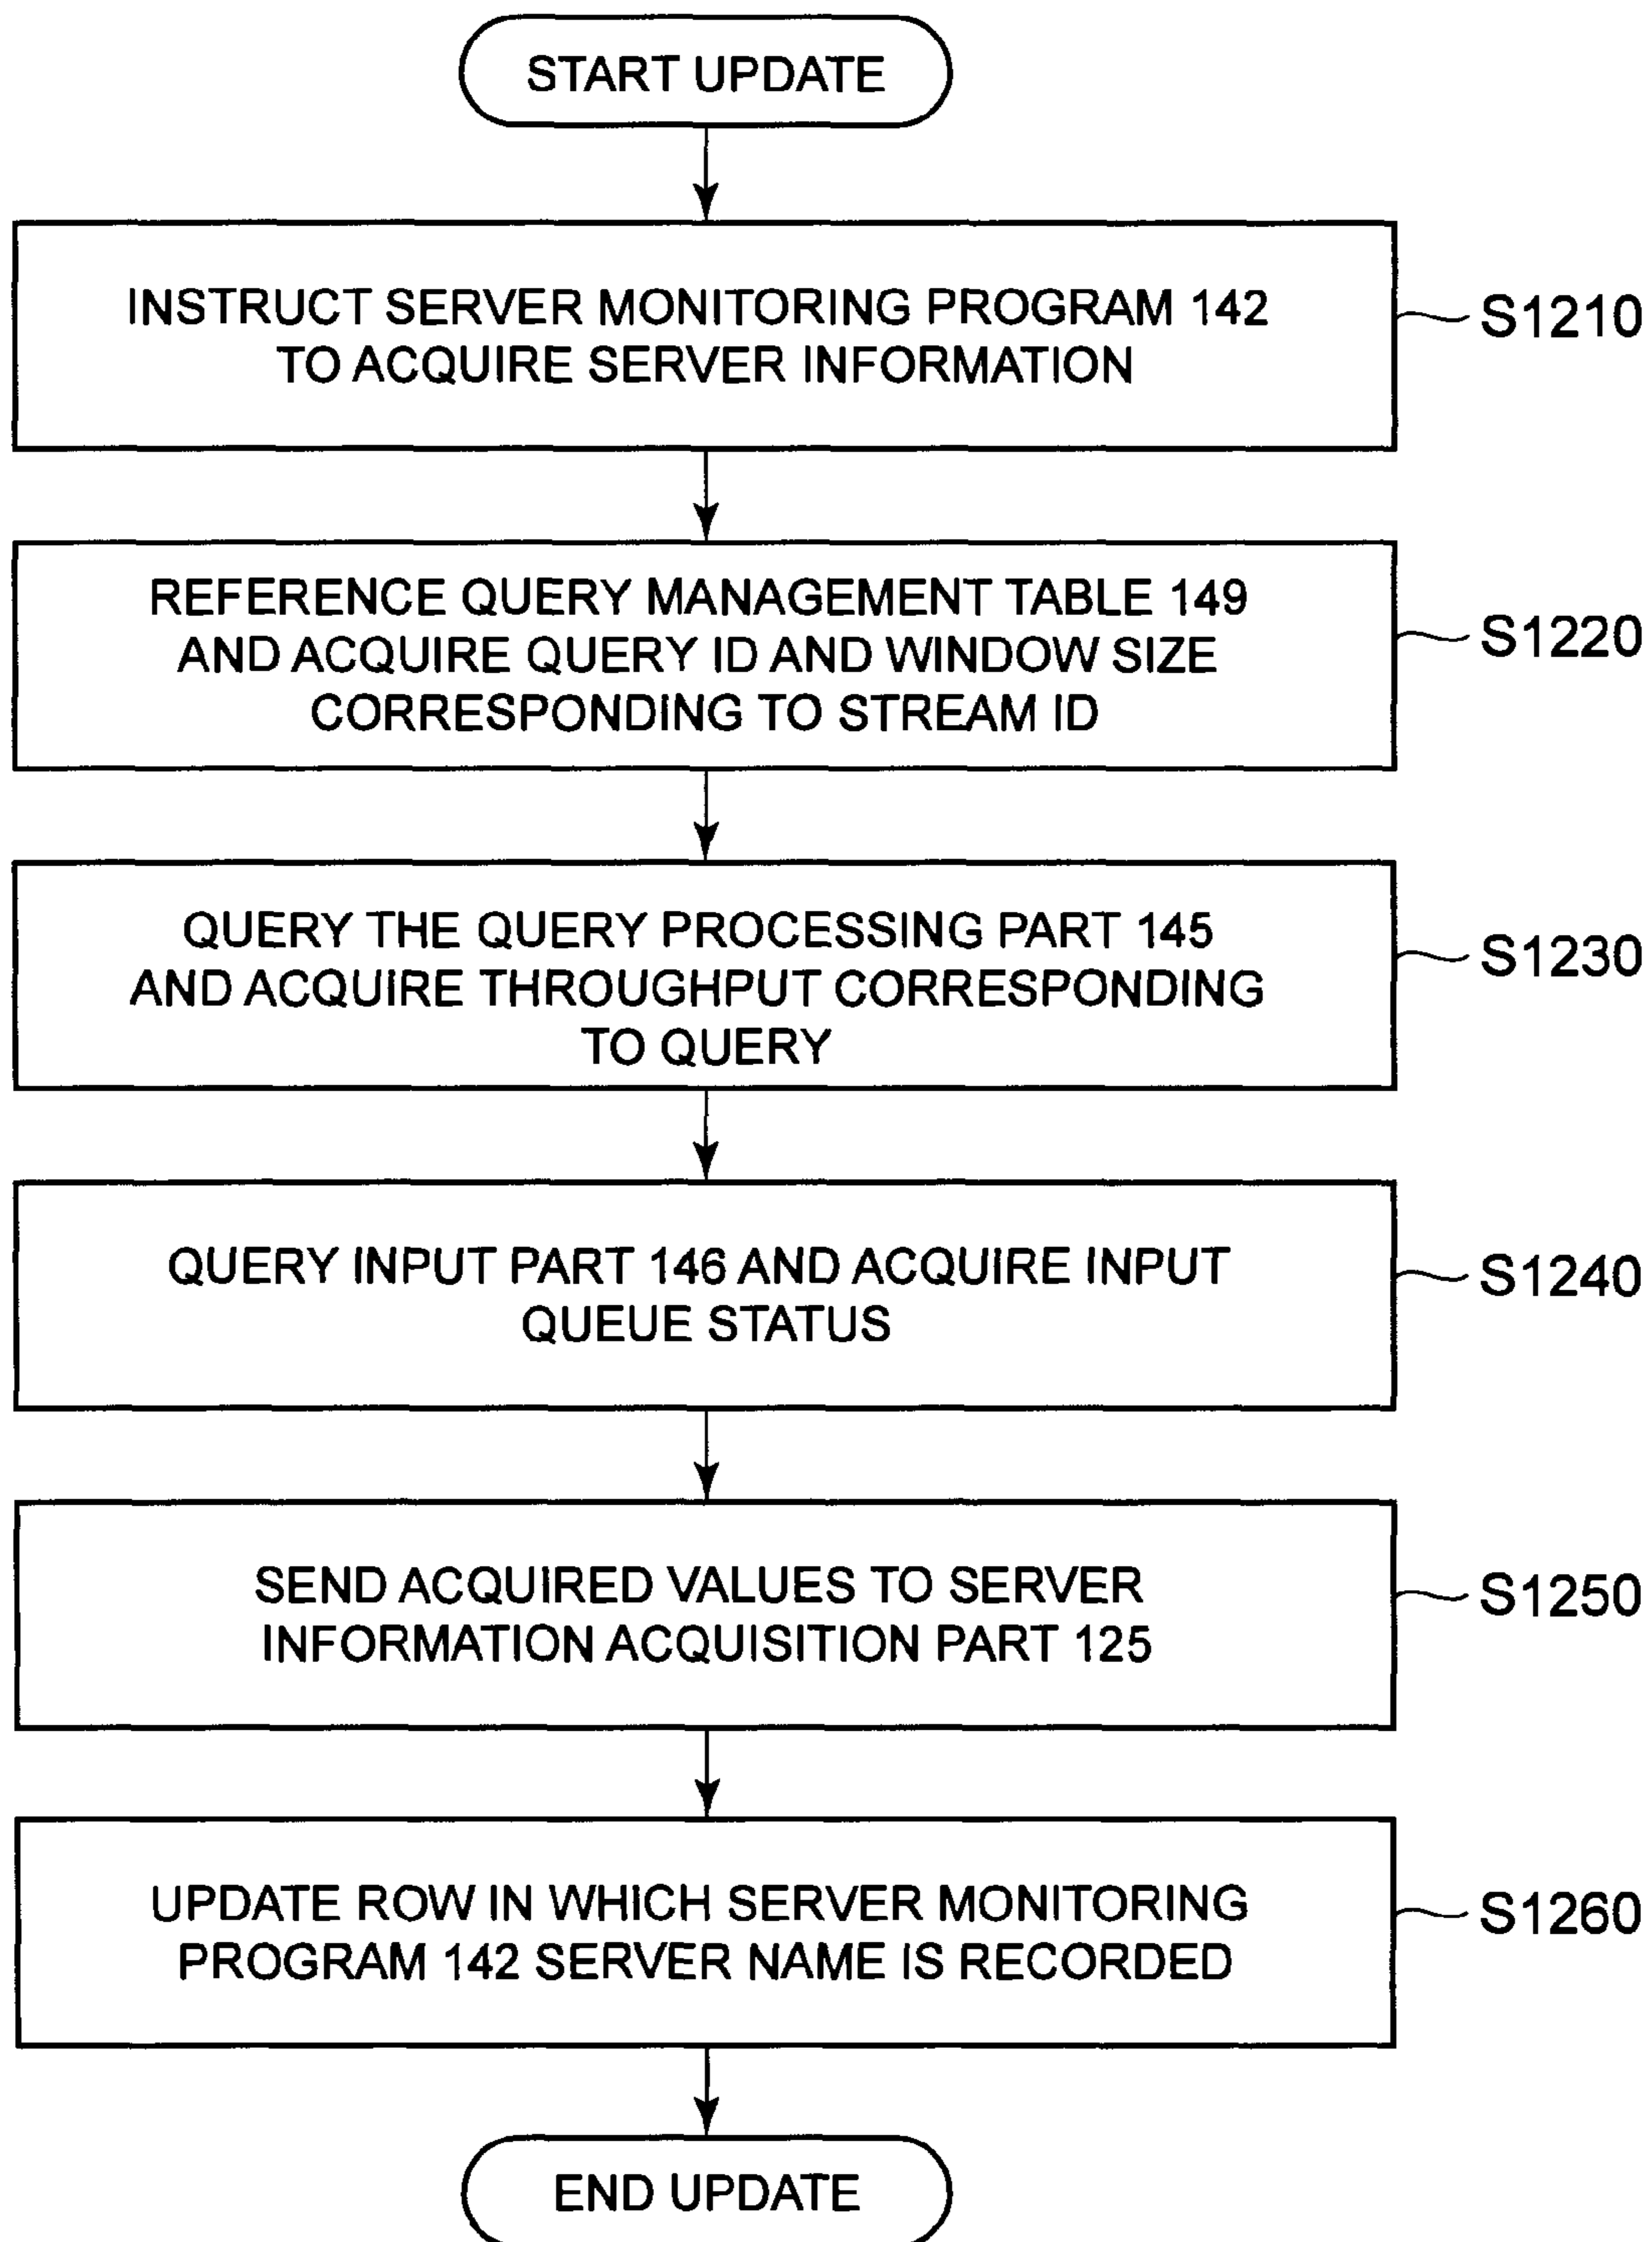 START UPDATE
INSTRUCT SERVER MONITORING PROGRAM 142
TO ACQUIRE SERVER INFORMATION
S1210
REFERENCE QUERY MANAGEMENT TABLE 149
AND ACQUIRE QUERY ID AND WINDOW SIZE
CORRESPONDING TO STREAM ID
S1220
QUERY THE QUERY PROCESSING PART 145
AND ACQUIRE THROUGHPUT CORRESPONDING
TO QUERY
S1230
QUERY INPUT PART 146 AND ACQUIRE INPUT
QUEUE STATUS
S1240
SEND ACQUIRED VALUES TO SERVER
INFORMATION ACQUISITION PART 125
S1250
UPDATE ROW IN WHICH SERVER MONITORING
PROGRAM 142 SERVER NAME IS RECORDED
S1260
END UPDATE